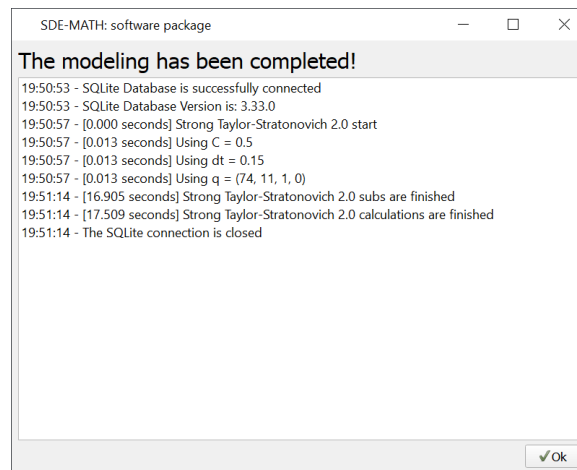 SDE-MATH: software package
The modeling has been completed!
19:50:53 - SQLite Database is successfully connected
19:50:53 - SQLite Database Version is: 3.33.0
19:50:57 - [0.000 seconds] Strong Taylor-Stratonovich 2.0 start
19:50:57 - [0.013 seconds] Using C = 0.5
19:50:57 - [0.013 seconds] Using dt = 0.15
19:50:57 - [0.013 seconds] Using q = (74, 11, 1, 0)
19:51:14 - [16.905 seconds] Strong Taylor-Stratonovich 2.0 subs are finished
19:51:14 - [17.509 seconds] Strong Taylor-Stratonovich 2.0 calculations are finished
19:51:14 - The SQLite connection is closed
Ok